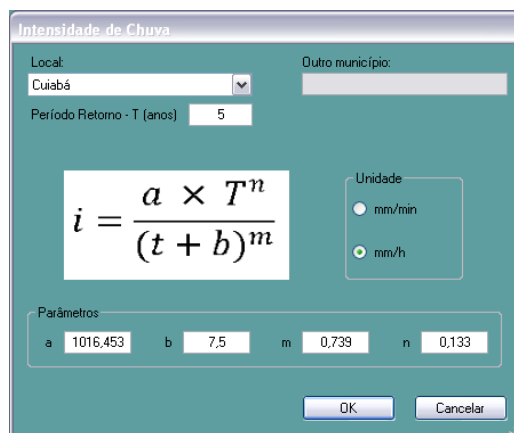 Intensidade de Chuva
Local: Outro município:
Cuiabá
Período Retorno - T (anos) 5
Unidade
i = a × T^n / (t + b)^m
mm/min
mm/h
Parâmetros
a 1016,453 b 7,5 m 0,739 n 0,133
OK Cancelar